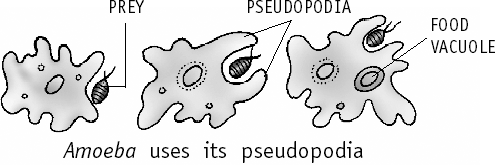 PREY
PSEUDOPODIA
FOOD
VACUOLE
Amoeba uses its pseudopodia